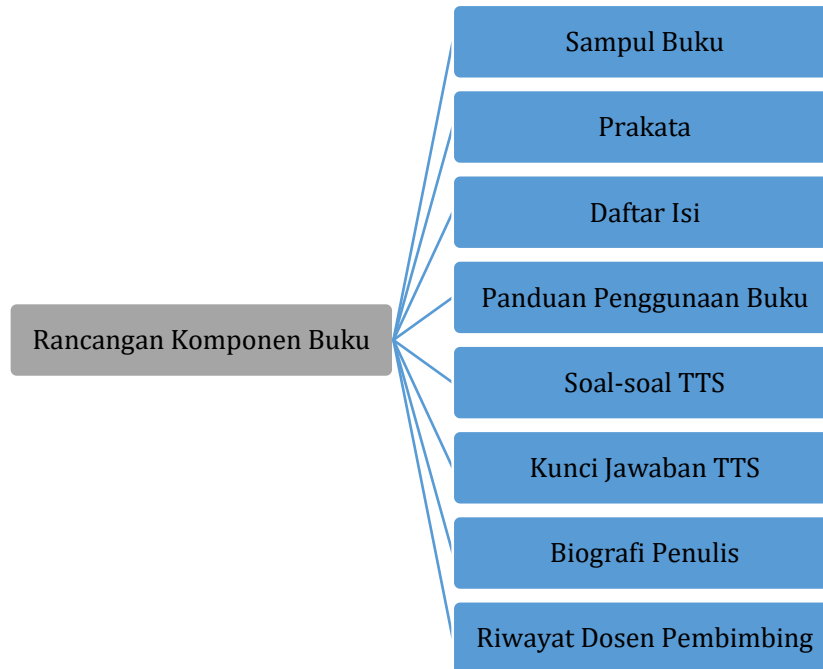 Rancangan Komponen Buku
Sampul Buku
Prakata
Daftar Isi
Panduan Penggunaan Buku
Soal-soal TTS
Kunci Jawaban TTS
Biografi Penulis
Riwayat Dosen Pembimbing